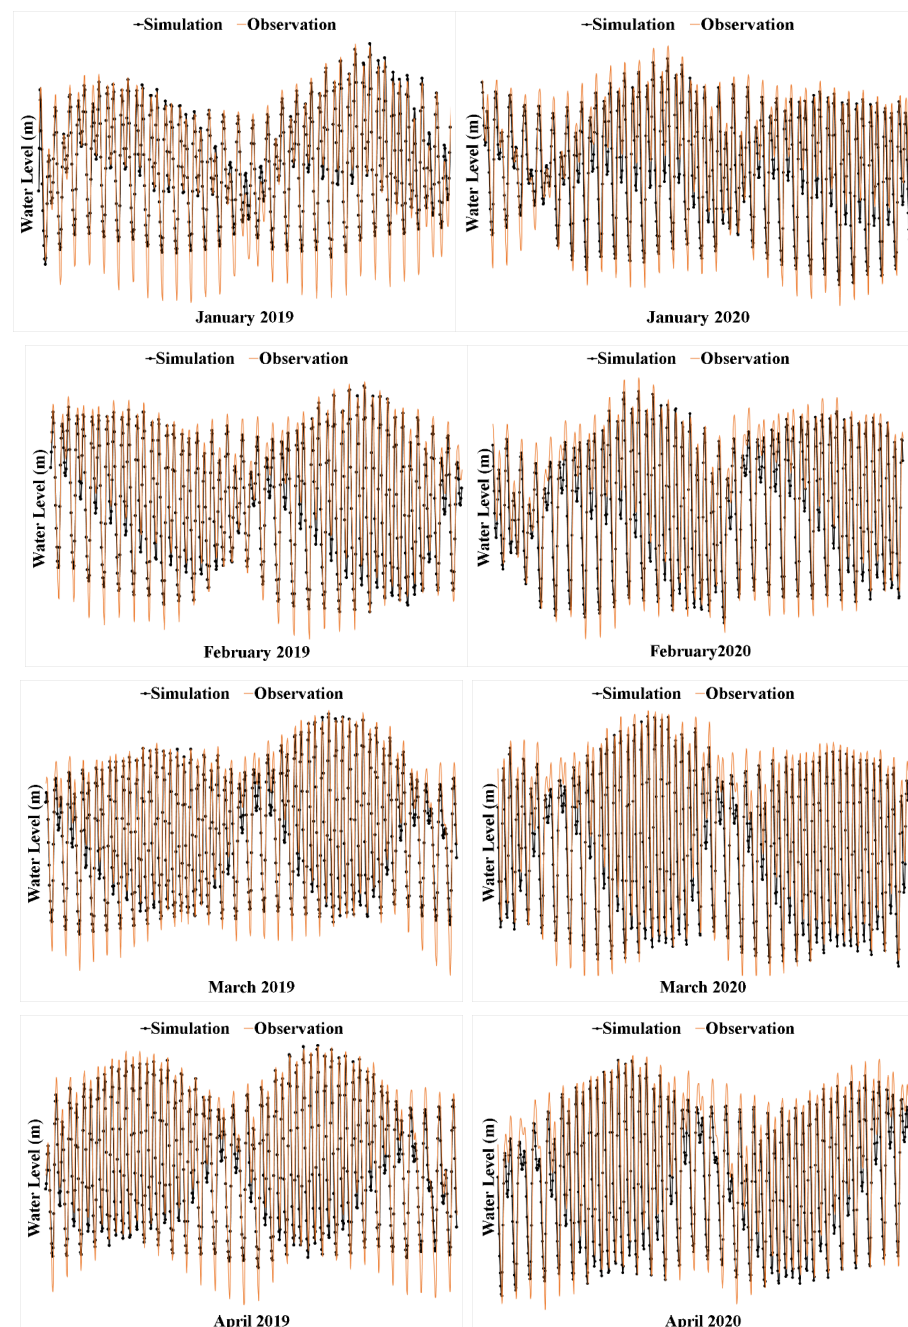 Simulation Observation
Water Level (m)
January 2019
Simulation Observation
Water Level (m)
January 2020
Simulation Observation
Water Level (m)
February 2019
Simulation Observation
Water Level (m)
February2020
Simulation Observation
Water Level (m)
March 2019
Simulation Observation
Water Level (m)
March 2020
Simulation Observation
Water Level (m)
April 2019
Simulation Observation
Water Level (m)
April 2020